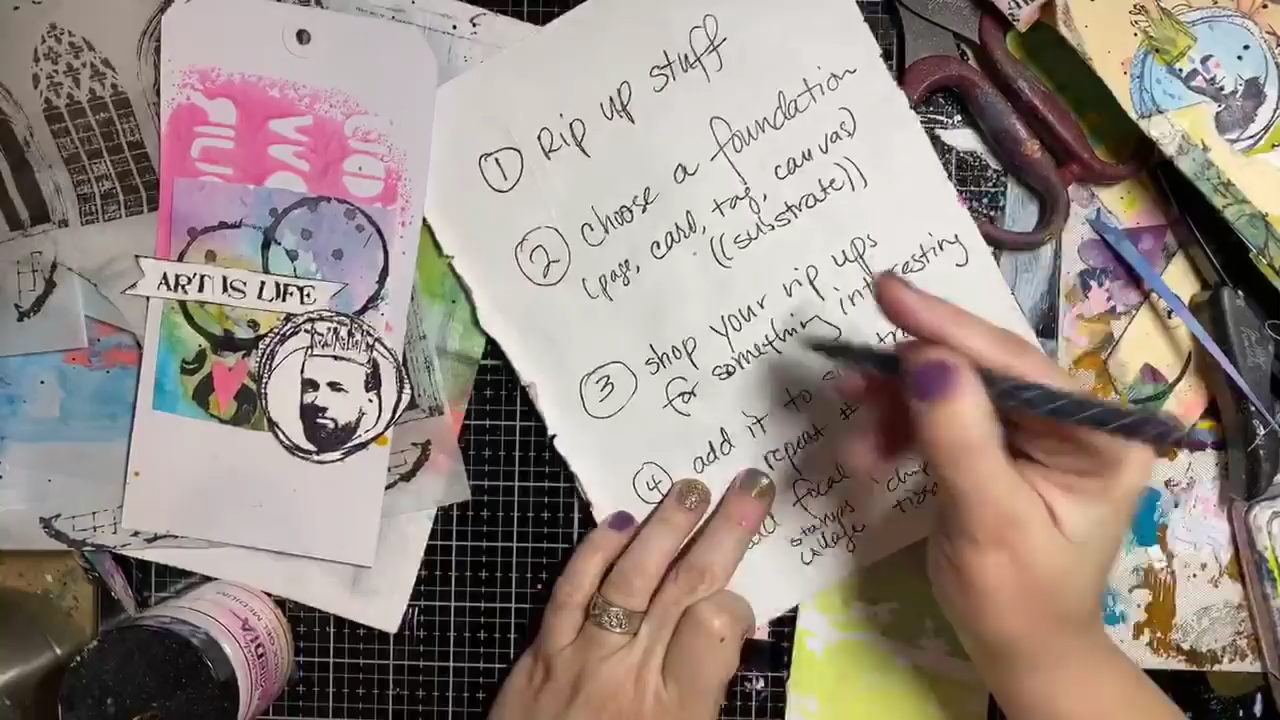 ① Rip up stuff
② choose a foundation
(page, card, tag, canvas)
((substrate))
③ shop your rip ups
for something interesting
④ add it to
repeat #
focal
stamps chip
collage
ART IS LIFE